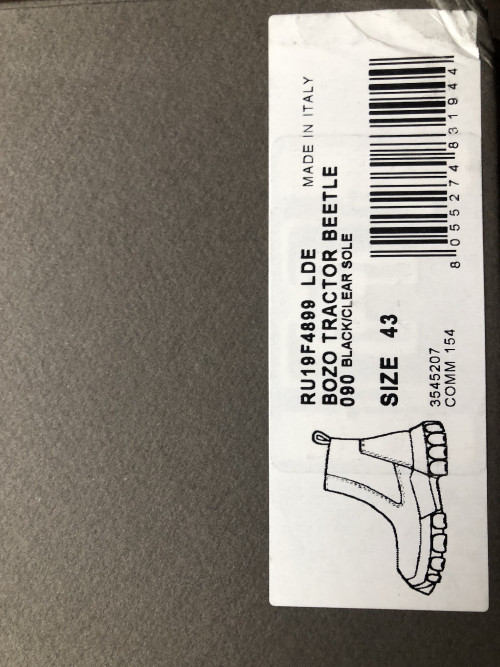 MADE IN ITALY
RU19F4899 LDE
BOZO TRACTOR BEETLE
090 BLACK/CLEAR SOLE
SIZE 43
3545207
COMM 154
8 055274 831944